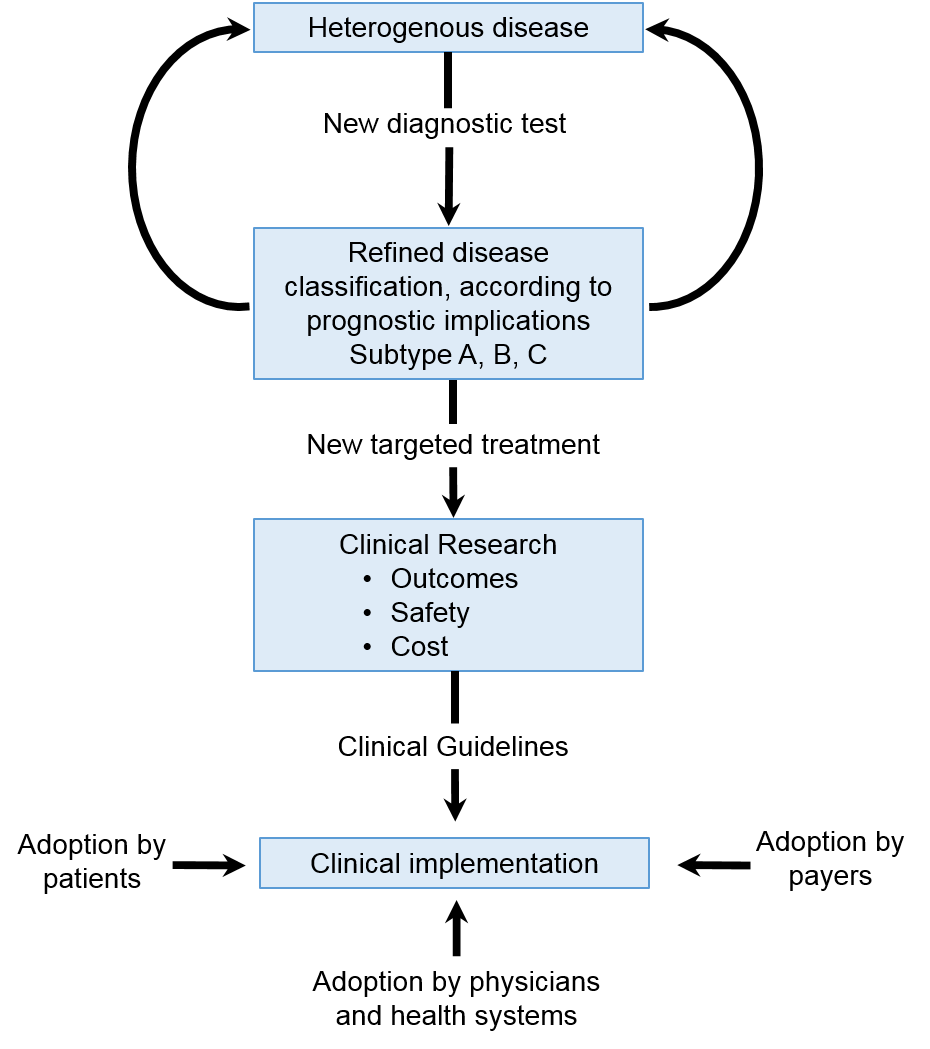 Heterogenous disease
New diagnostic test
Refined disease
classification, according to
prognostic implications
Subtype A, B, C
New targeted treatment
Clinical Research
• Outcomes
• Safety
• Cost
Clinical Guidelines
Adoption by
patients
Clinical implementation
Adoption by
payers
Adoption by physicians
and health systems